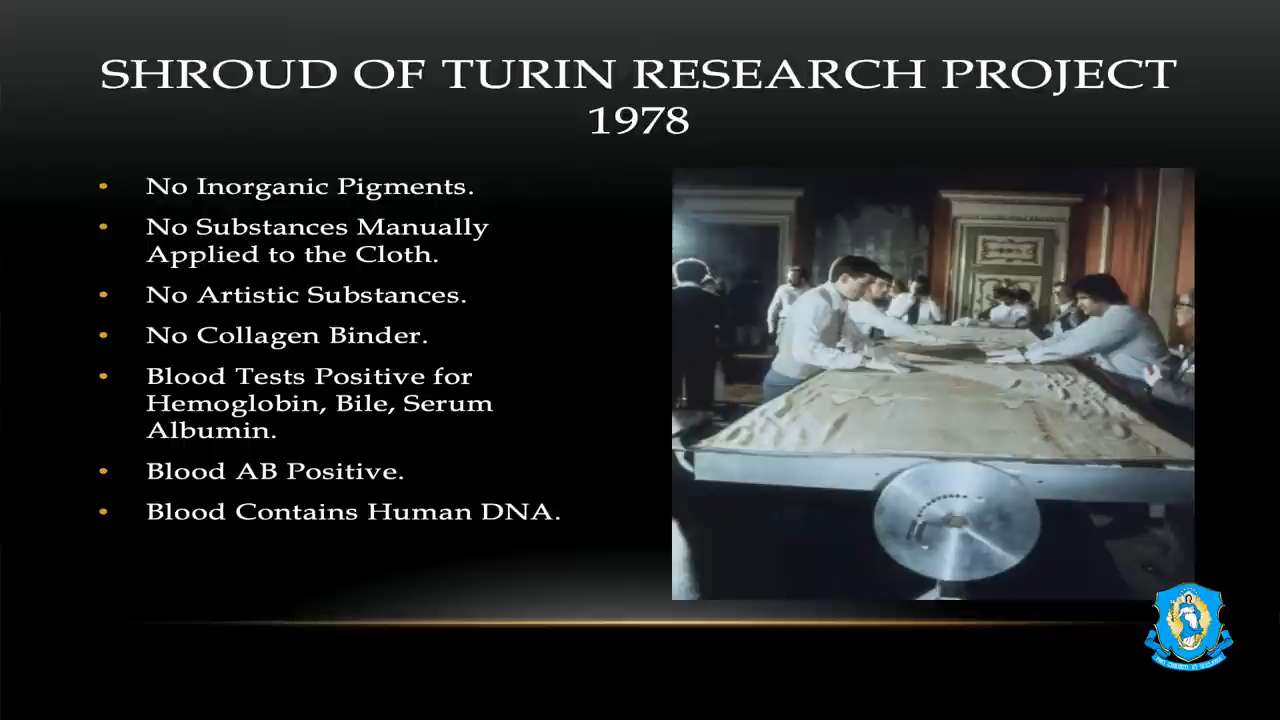 SHROUD OF TURIN RESEARCH PROJECT
1978
• No Inorganic Pigments.
• No Substances Manually
Applied to the Cloth.
• No Artistic Substances.
• No Collagen Binder.
• Blood Tests Positive for
Hemoglobin, Bile, Serum
Albumin.
• Blood AB Positive.
• Blood Contains Human DNA.